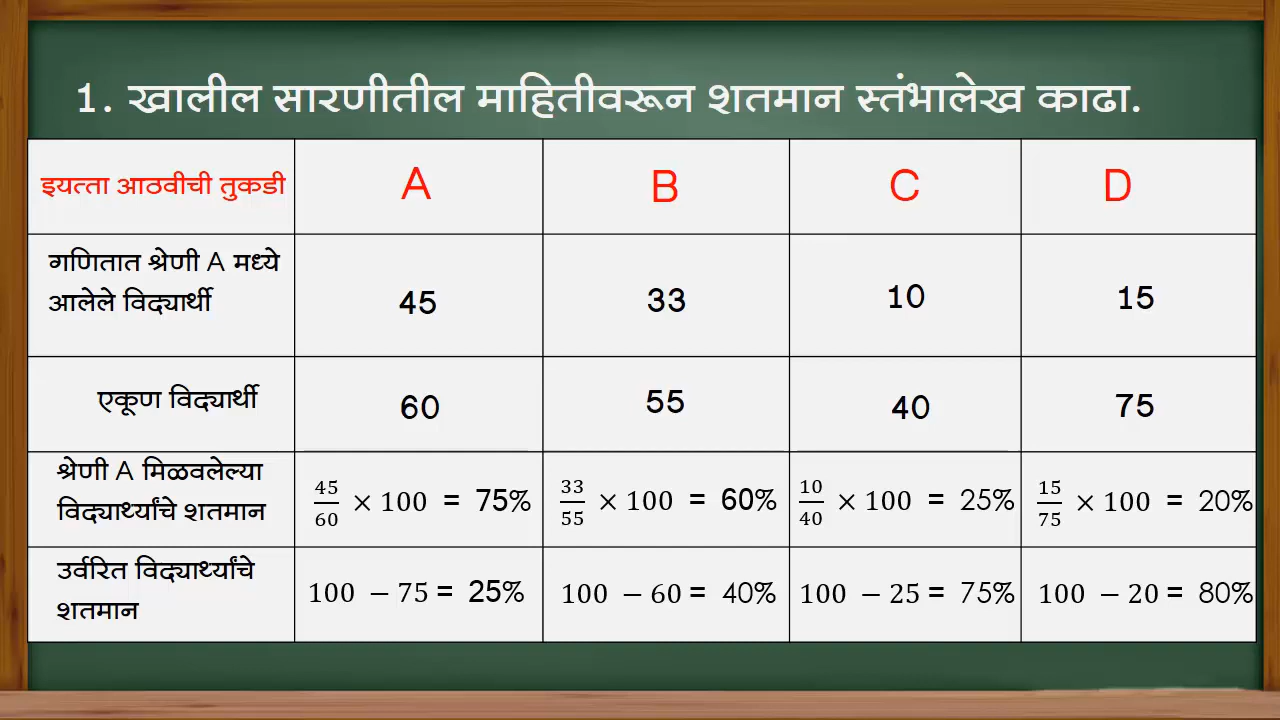 1. खालील सारणीतील माहितीवरून शतमान स्तंभालेख काढा.
इयत्ता आठवीची तुकडी A B C D
गणितात श्रेणी A मध्ये
आलेले विद्यार्थी 45 33 10 15
एकूण विद्यार्थी 60 55 40 75
श्रेणी A मिळवलेल्या
विद्यार्थ्यांचे शतमान 45/60 × 100 = 75% 33/55 × 100 = 60% 10/40 × 100 = 25% 15/75 × 100 = 20%
उर्वरित विद्यार्थ्यांचे
शतमान 100 − 75 = 25% 100 − 60 = 40% 100 − 25 = 75% 100 − 20 = 80%